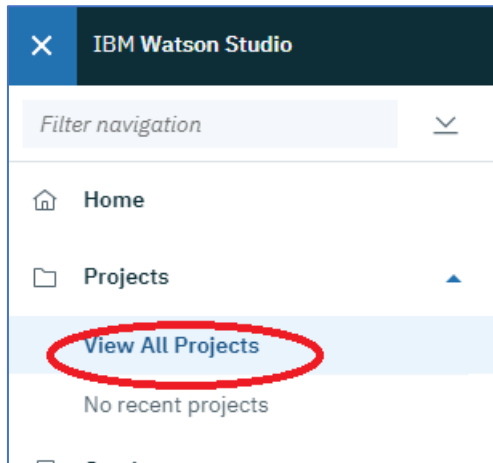 IBM Watson Studio
Filter navigation
Home
Projects
View All Projects
No recent projects